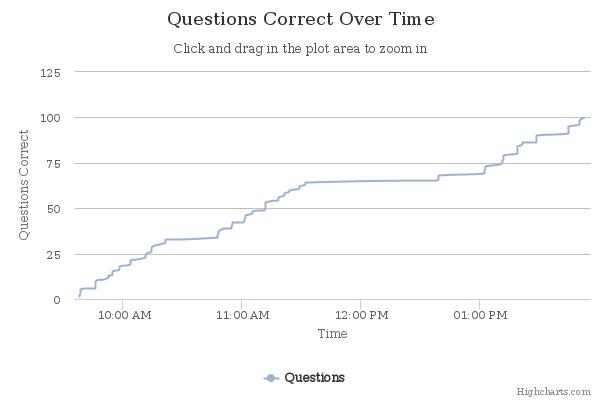 Questions Correct Over Time
Click and drag in the plot area to zoom in
Questions Correct
125
100
75
50
25
0
10:00 AM 11:00 AM 12:00 PM 01:00 PM
Time
Questions
Highcharts.com